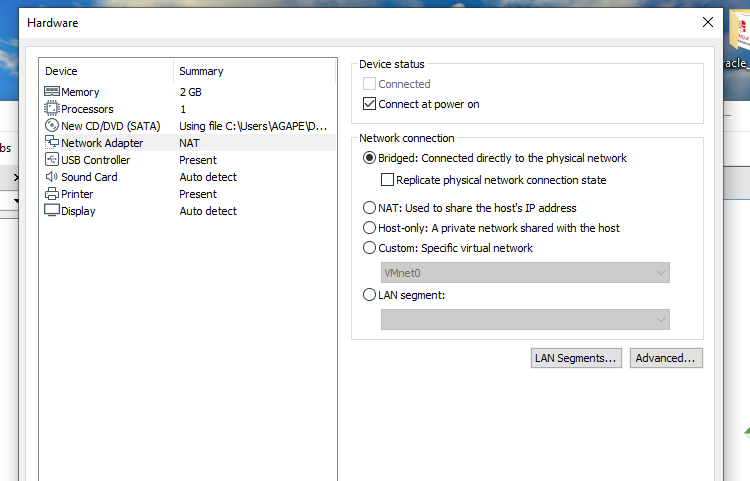 Hardware
racle_
bs
Device Summary
Memory 2 GB
Processors 1
New CD/DVD (SATA) Using file C:\Users\AGAPE\D...
Network Adapter NAT
USB Controller Present
Sound Card Auto detect
Printer Present
Display Auto detect
Device status
Connected
Connect at power on
Network connection
Bridged: Connected directly to the physical network
Replicate physical network connection state
NAT: Used to share the host's IP address
Host-only: A private network shared with the host
Custom: Specific virtual network
VMnet0
LAN segment:
LAN Segments... Advanced...